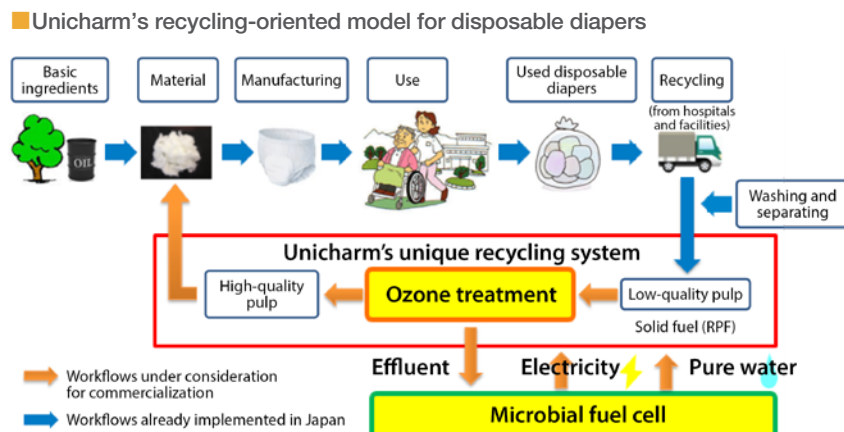 Unicharm's recycling-oriented model for disposable diapers
Basic
ingredients
Material
Manufacturing
Use
Used disposable
diapers
Recycling
(from hospitals
and facilities)
OIL
Washing and
separating
Unicharm's unique recycling system
High-quality
pulp
Ozone treatment
Low-quality pulp
Solid fuel (RPF)
Effluent
Electricity
Pure water
Workflows under consideration
for commercialization
Workflows already implemented in Japan
Microbial fuel cell